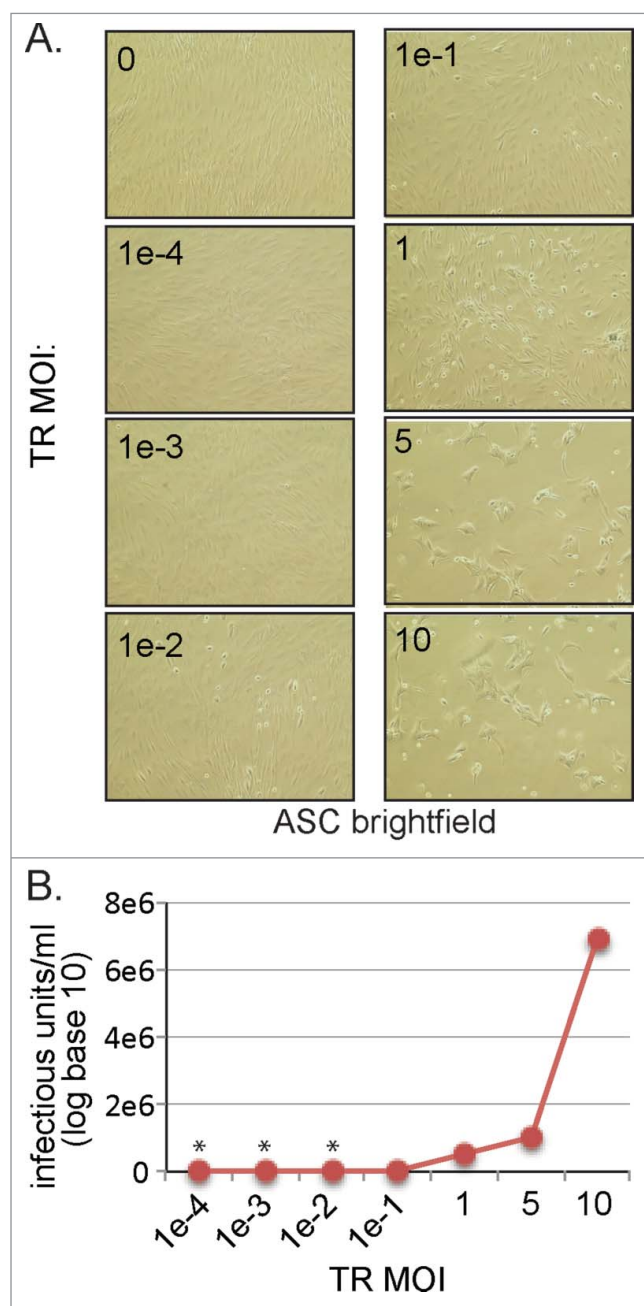 A.
0
1e-1
1e-4
1
1e-3
5
1e-2
10
TR MOI:
ASC brightfield
B.
infectious units/ml
(log base 10)
8e6
6e6
4e6
2e6
0
* * *
1e-4 1e-3 1e-2 1e-1 1 5 10
TR MOI